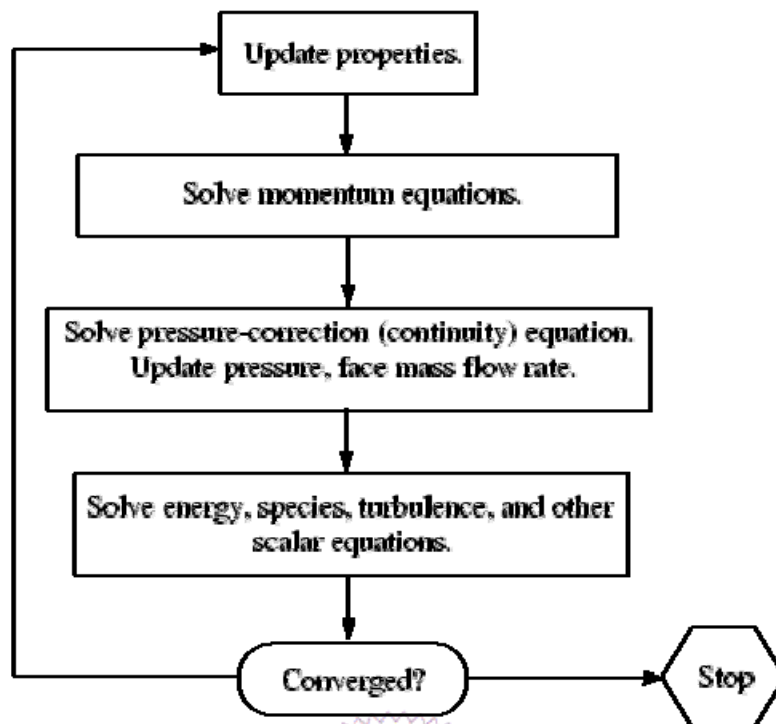 Update properties.
Solve momentum equations.
Solve pressure-correction (continuity) equation.
Update pressure, face mass flow rate.
Solve energy, species, turbulence, and other
scalar equations.
Converged?
Stop